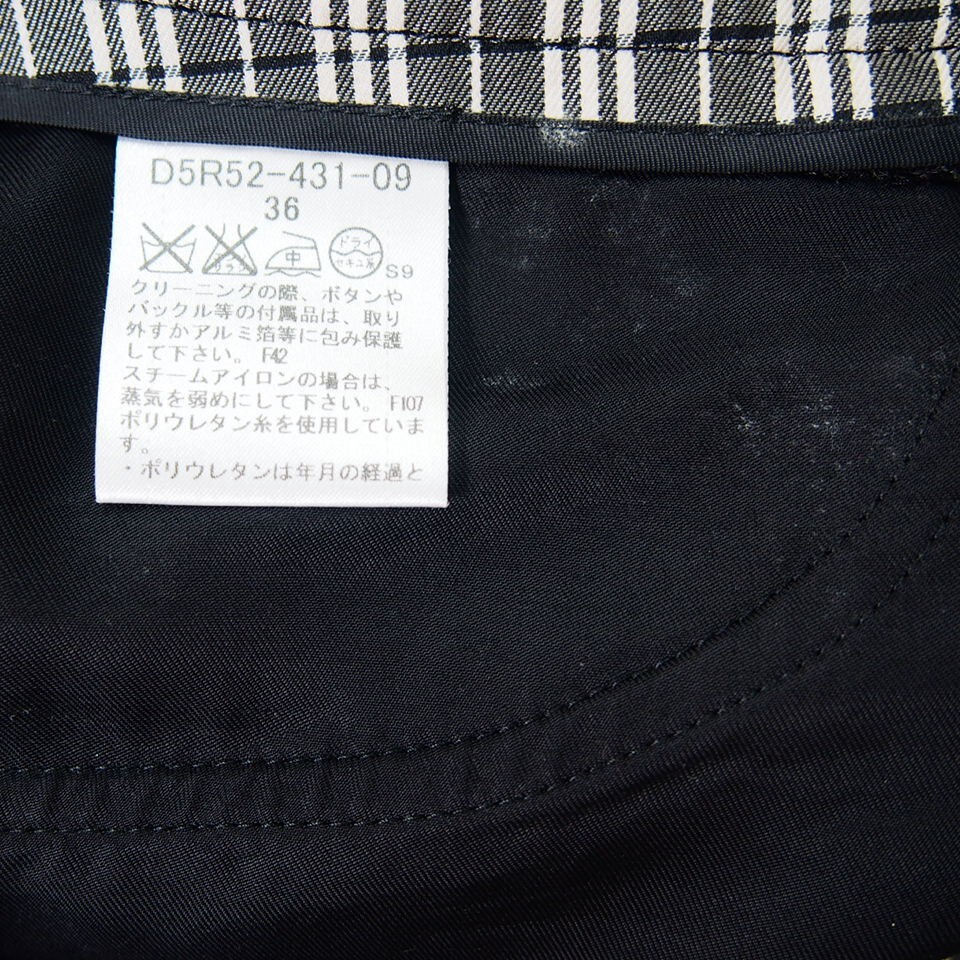 D5R52-431-09
36
サラシ 中 ドライ
セキユ系 S9
クリーニングの際、ボタンや
バックル等の付属品は、取り
外すかアルミ箔等に包み保護
して下さい。 F42
スチームアイロンの場合は、
蒸気を弱めにして下さい。 F107
ポリウレタン糸を使用していま
す。
・ポリウレタンは年月の経過と